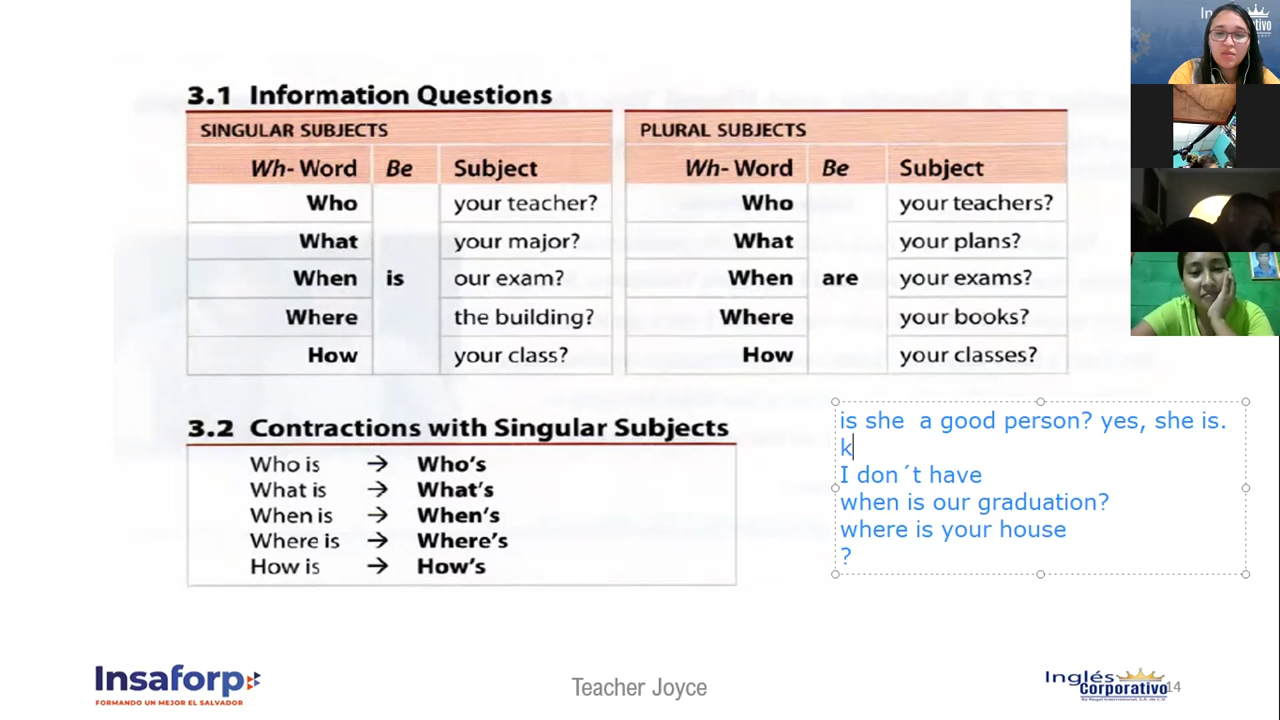 3.1 Information Questions
SINGULAR SUBJECTS
Wh- Word Be Subject
Who your teacher?
What your major?
When is our exam?
Where the building?
How your class?
PLURAL SUBJECTS
Wh- Word Be Subject
Who your teachers?
What your plans?
When are your exams?
Where your books?
How your classes?
3.2 Contractions with Singular Subjects
Who is → Who's
What is → What's
When is → When's
Where is → Where's
How is → How's
is she a good person? yes, she is.
k
I don´t have
when is our graduation?
where is your house
?
Insaforp
FORMANDO UN MEJOR EL SALVADOR
Teacher Joyce
Inglés
Corporativo
14